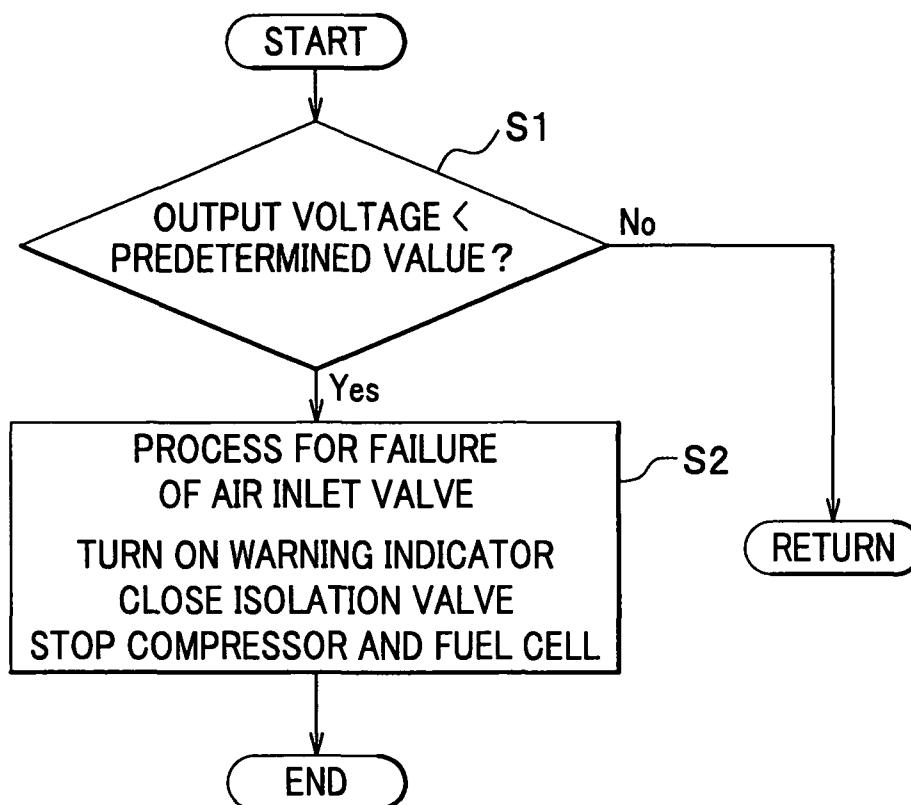 START
S1
OUTPUT VOLTAGE <
PREDETERMINED VALUE?
No
Yes
PROCESS FOR FAILURE
OF AIR INLET VALVE
S2
TURN ON WARNING INDICATOR
CLOSE ISOLATION VALVE
STOP COMPRESSOR AND FUEL CELL
RETURN
END